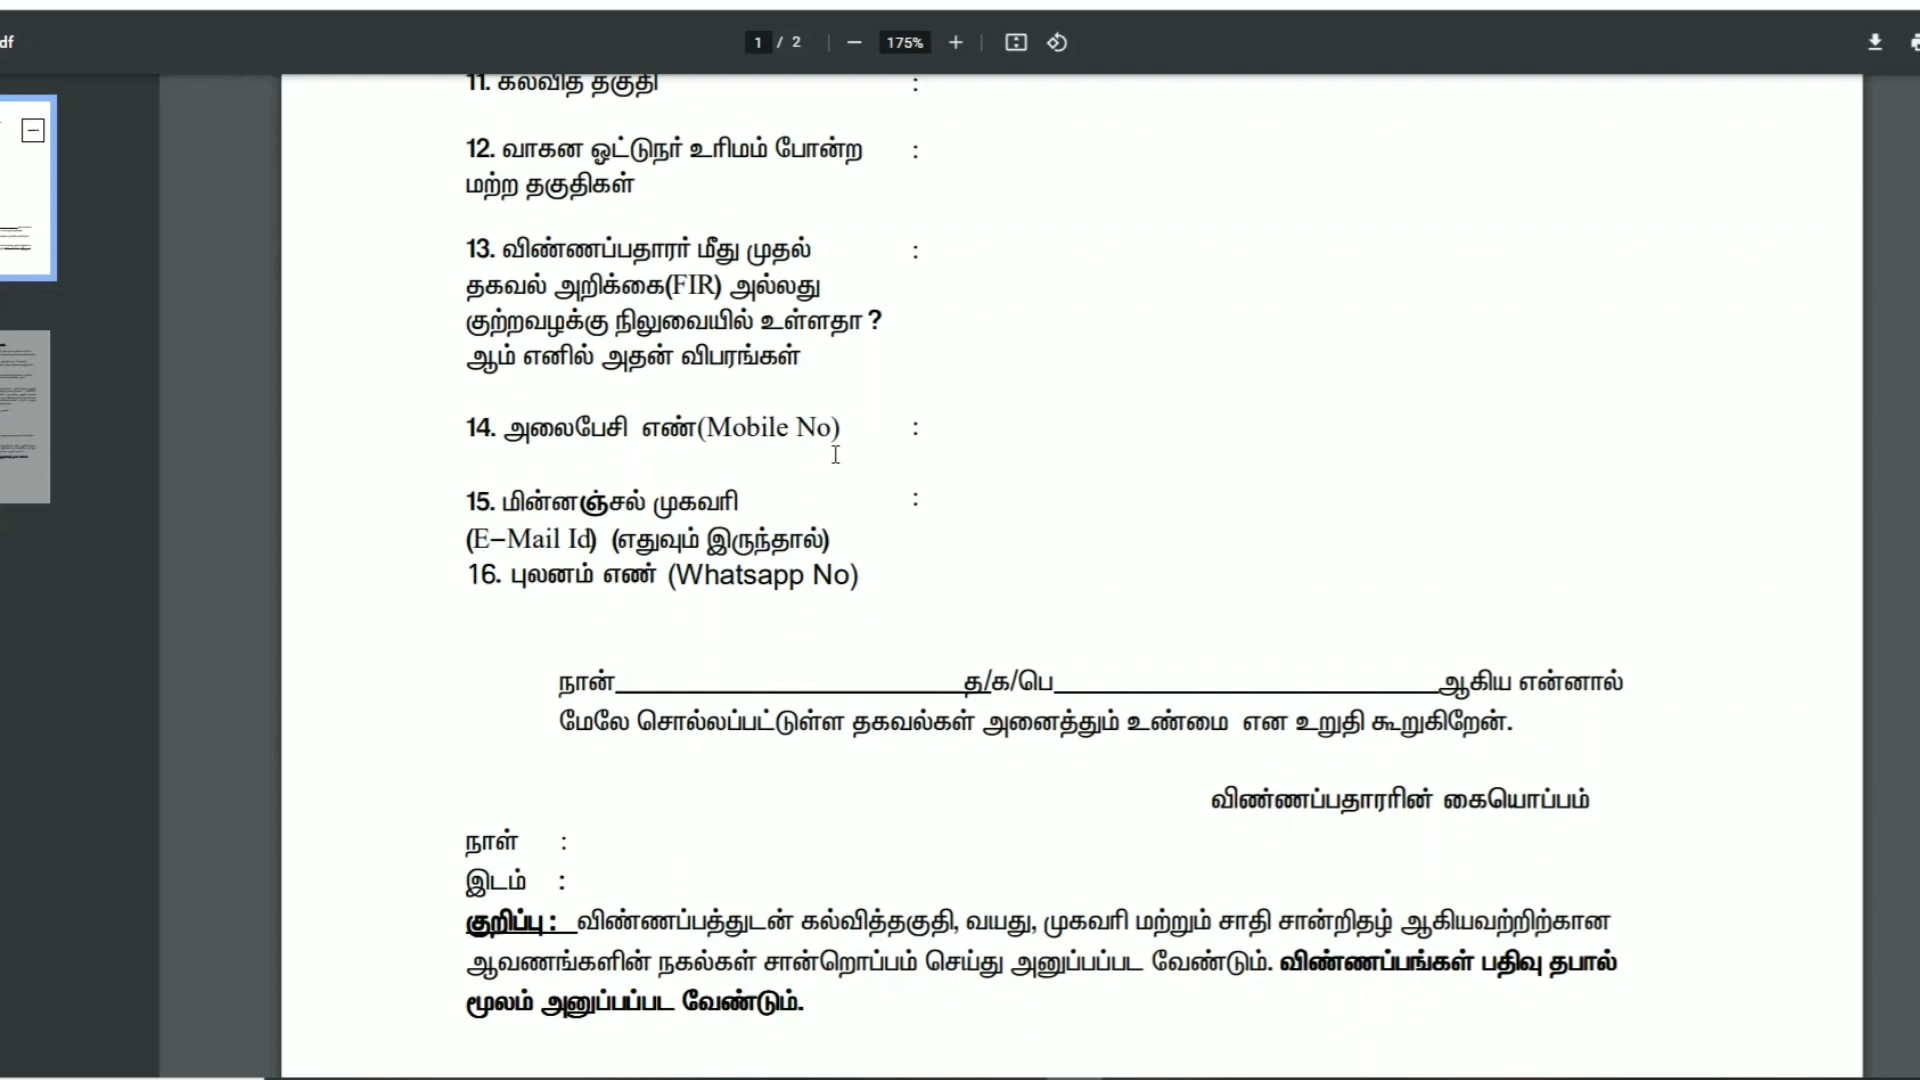 df
1 / 2
175%
11. கல்வித் தகுதி :
12. வாகன ஓட்டுநர் உரிமம் போன்ற :
மற்ற தகுதிகள்
13. விண்ணப்பதாரர் மீது முதல் :
தகவல் அறிக்கை(FIR) அல்லது
குற்றவழக்கு நிலுவையில் உள்ளதா ?
ஆம் எனில் அதன் விபரங்கள்
14. அலைபேசி எண்(Mobile No) :
15. மின்னஞ்சல் முகவரி :
(E–Mail Id) (எதுவும் இருந்தால்)
16. புலனம் எண் (Whatsapp No)
நான்____________________த/க/பெ______________________ஆகிய என்னால்
மேலே சொல்லப்பட்டுள்ள தகவல்கள் அனைத்தும் உண்மை என உறுதி கூறுகிறேன்.
விண்ணப்பதாரரின் கையொப்பம்
நாள் :
இடம் :
குறிப்பு : விண்ணப்பத்துடன் கல்வித்தகுதி, வயது, முகவரி மற்றும் சாதி சான்றிதழ் ஆகியவற்றிற்கான
ஆவணங்களின் நகல்கள் சான்றொப்பம் செய்து அனுப்பப்பட வேண்டும். விண்ணப்பங்கள் பதிவு தபால்
மூலம் அனுப்பப்பட வேண்டும்.